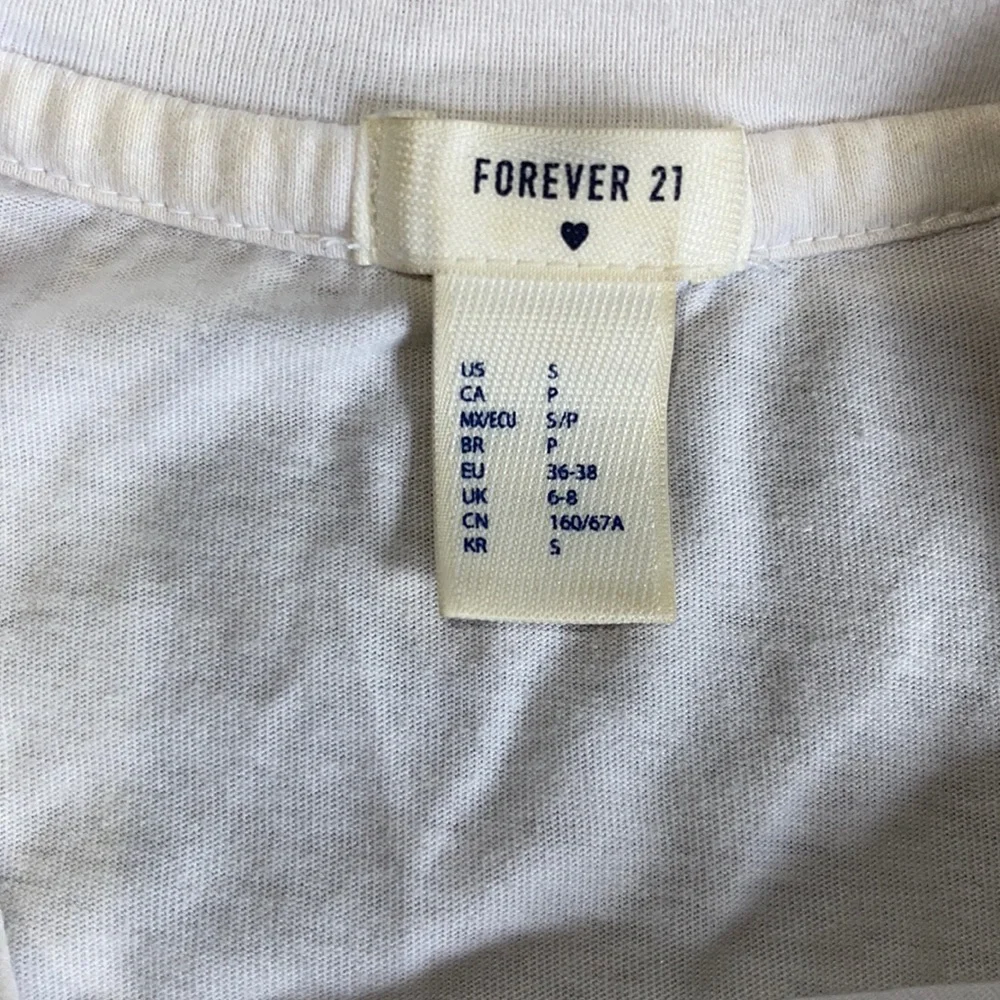 FOREVER 21
US S
CA P
MX/ECU S/P
BR P
EU 36-38
UK 6-8
CN 160/67A
KR S